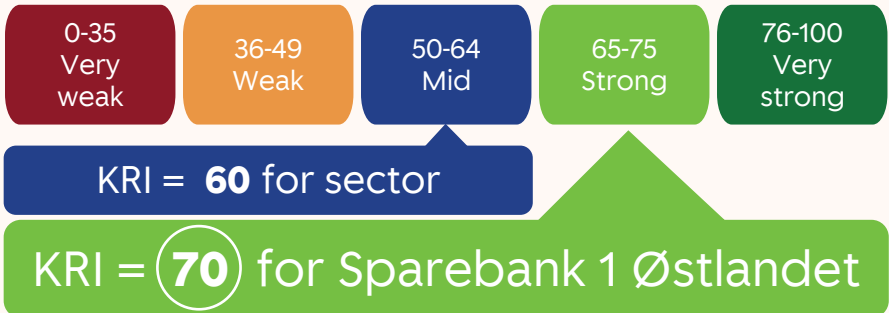 0-35
Very
weak
36-49
Weak
50-64
Mid
65-75
Strong
76-100
Very
strong
KRI = 60 for sector
KRI = 70 for Sparebank 1 Østlandet